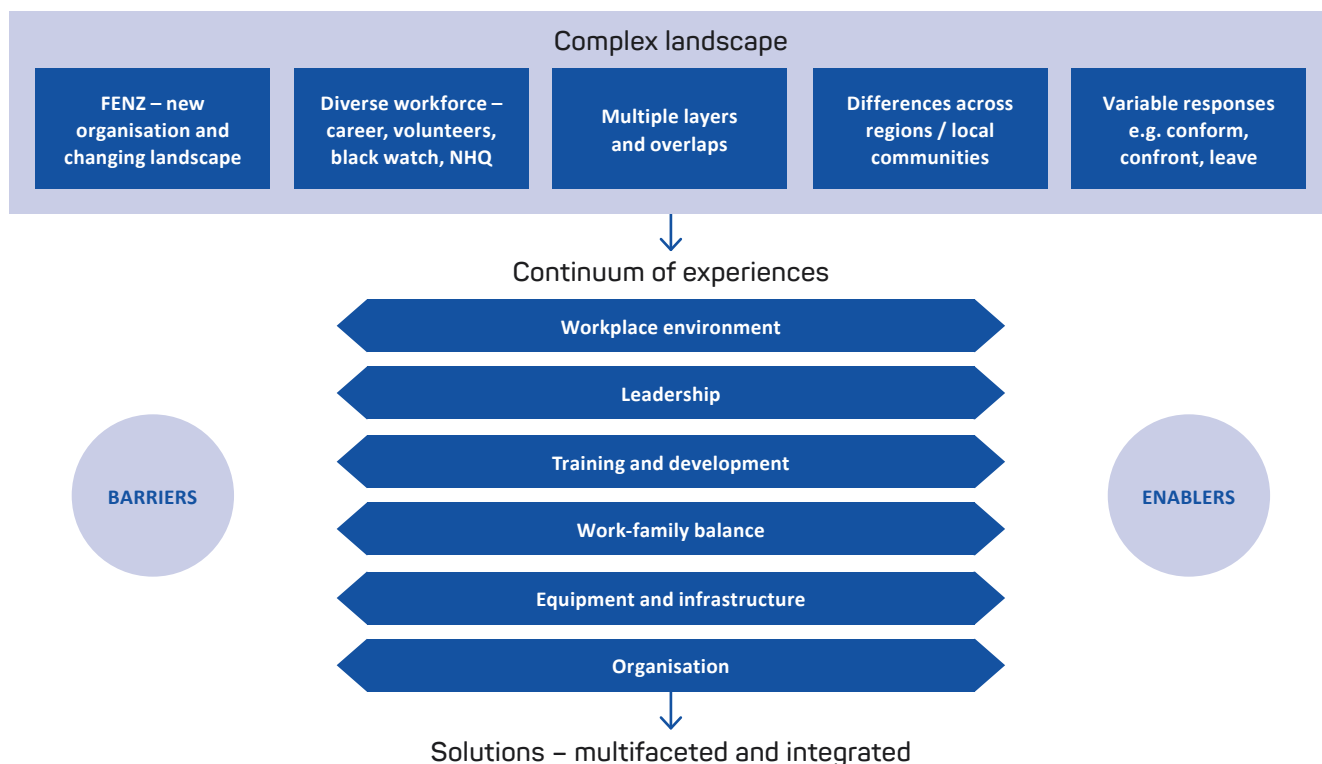 Complex landscape
FENZ – new
organisation and
changing landscape
Diverse workforce –
career, volunteers,
black watch, NHQ
Multiple layers
and overlaps
Differences across
regions / local
communities
Variable responses
e.g. conform,
confront, leave
Continuum of experiences
Workplace environment
Leadership
Training and development
BARRIERS
ENABLERS
Work-family balance
Equipment and infrastructure
Organisation
Solutions – multifaceted and integrated